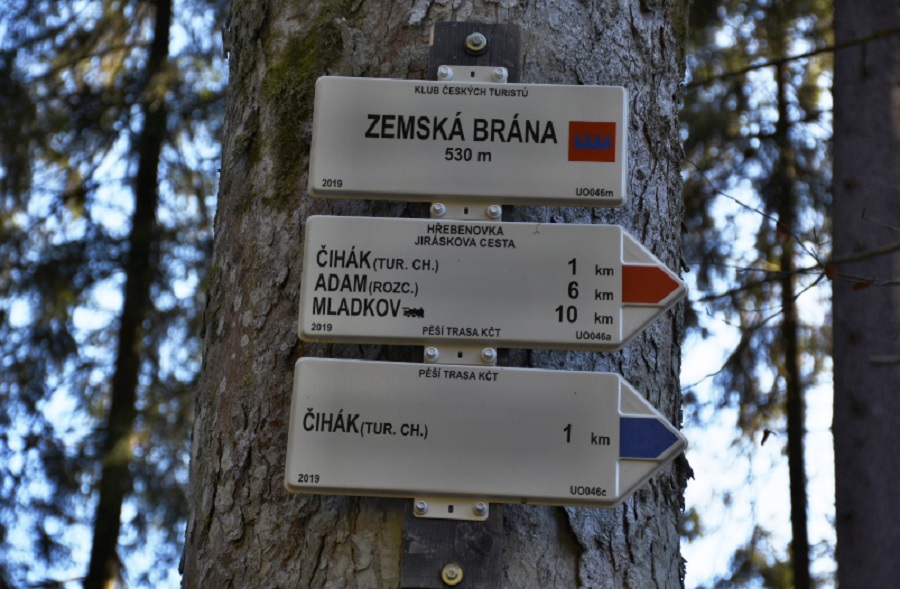 KLUB ČESKÝCH TURISTŮ
ZEMSKÁ BRÁNA
530 m
2019 UO046m
HŘEBENOVKA
JIRÁSKOVA CESTA
ČIHÁK (TUR. CH.) 1 km
ADAM (ROZC.) 6 km
MLADKOV 10 km
2019 PĚŠÍ TRASA KČT UO046a
PĚŠÍ TRASA KČT
ČIHÁK (TUR. CH.) 1 km
2019 UO046c